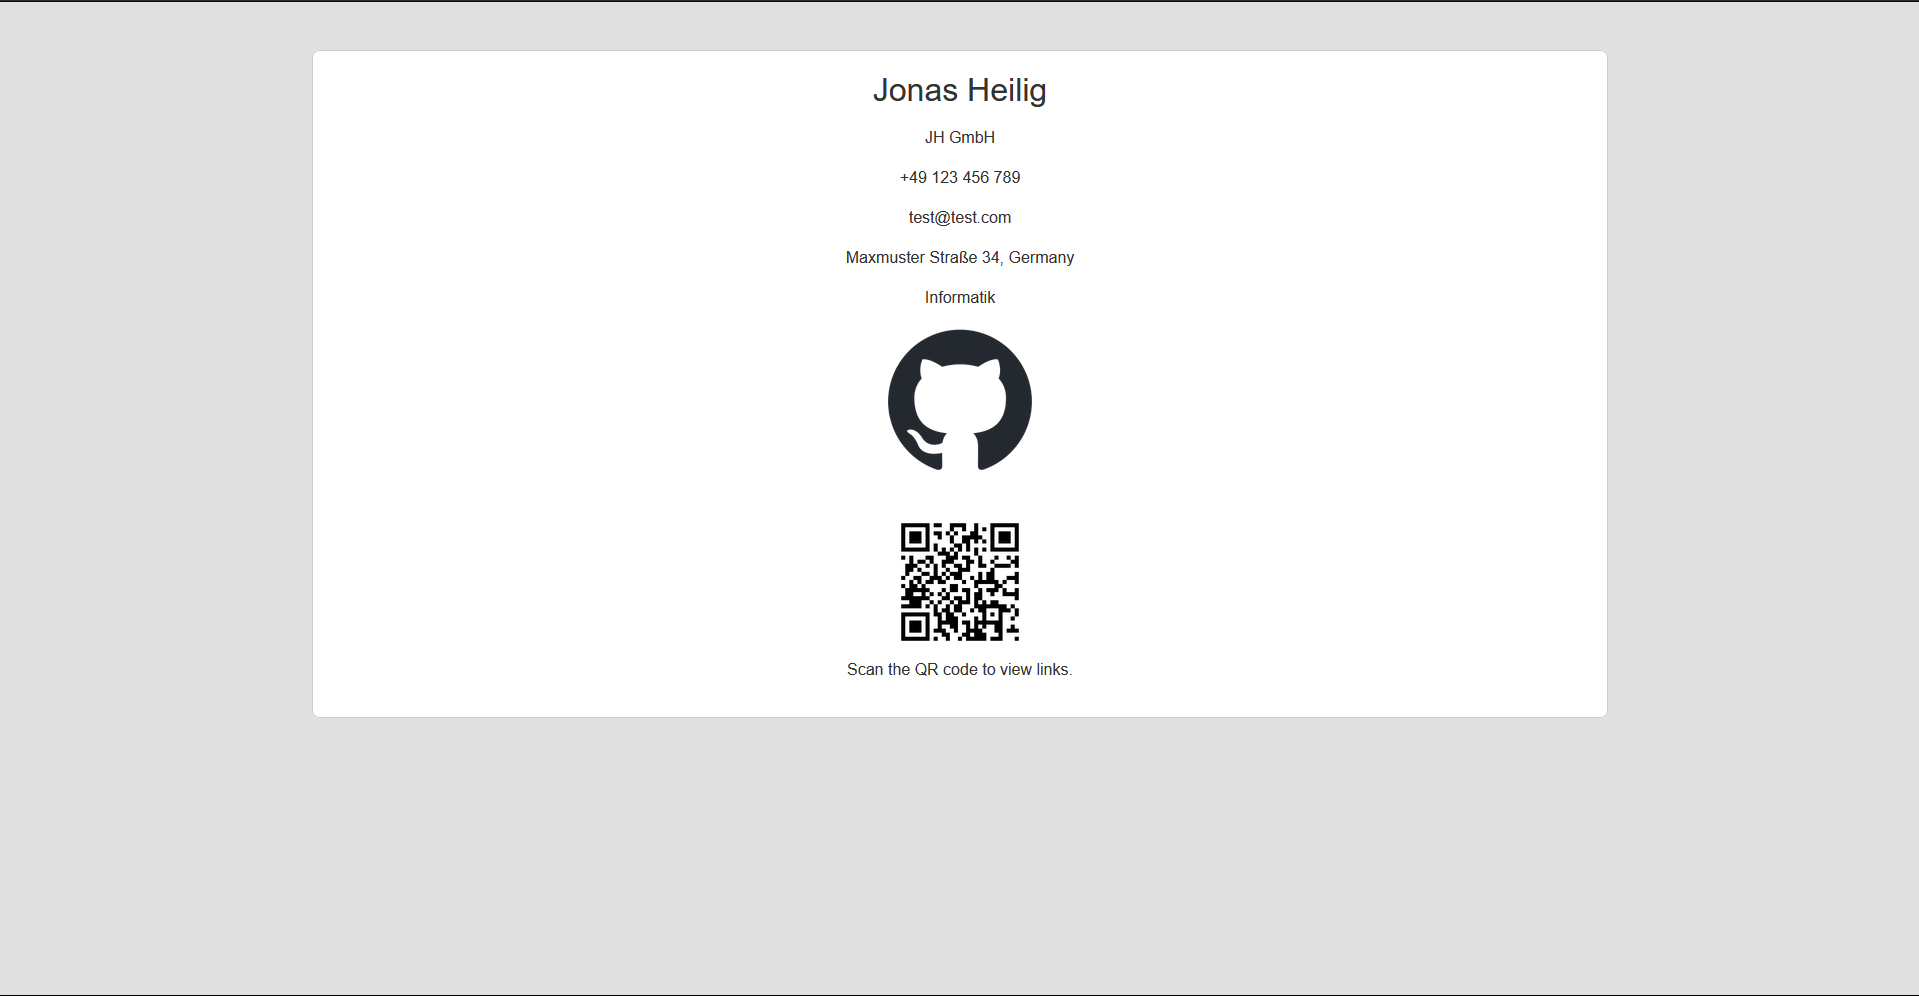 Jonas Heilig
JH GmbH
+49 123 456 789
test@test.com
Maxmuster Straße 34, Germany
Informatik
Scan the QR code to view links.